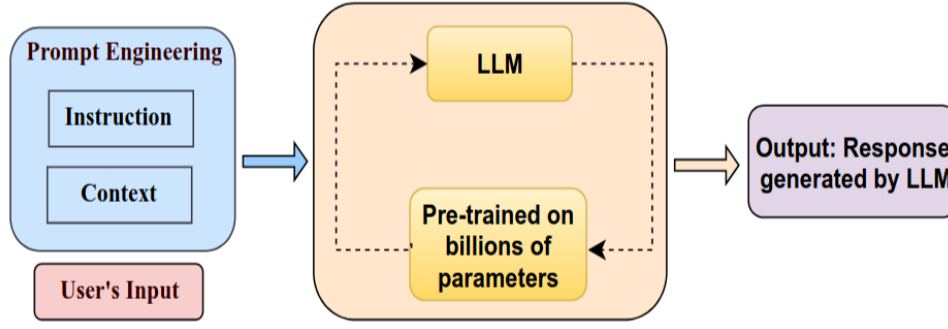 Prompt Engineering
Instruction
Context
User's Input
LLM
Pre-trained on
billions of
parameters
Output: Response
generated by LLM